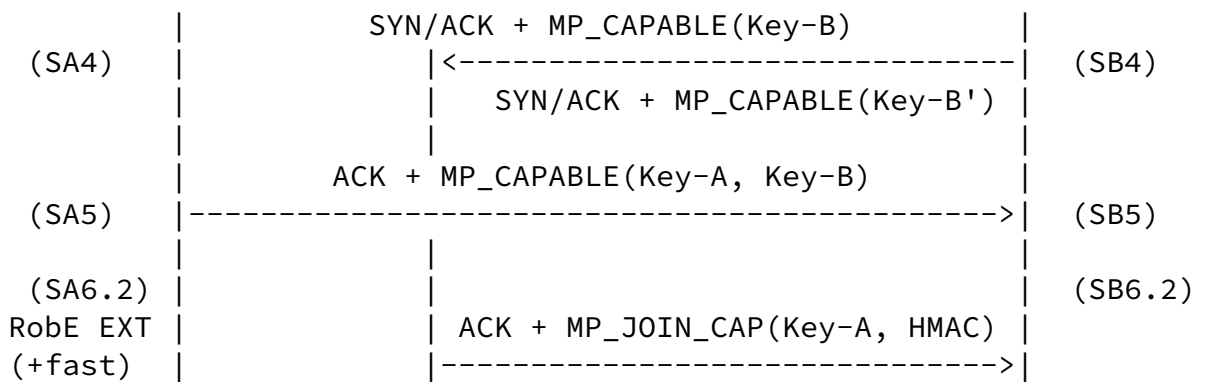 |             SYN/ACK + MP_CAPABLE(Key-B)          |
(SA4)    |             |<-------------------------------|  (SB4)
|             |   SYN/ACK + MP_CAPABLE(Key-B') |
|             |                                |
|        ACK + MP_CAPABLE(Key-A, Key-B)        |
(SA5)    |--------------------------------------------->|  (SB5)
|             |                                |
(SA6.2) |             |                                |  (SB6.2)
RobE EXT |             | ACK + MP_JOIN_CAP(Key-A, HMAC) |
(+fast)  |             |------------------------------->|